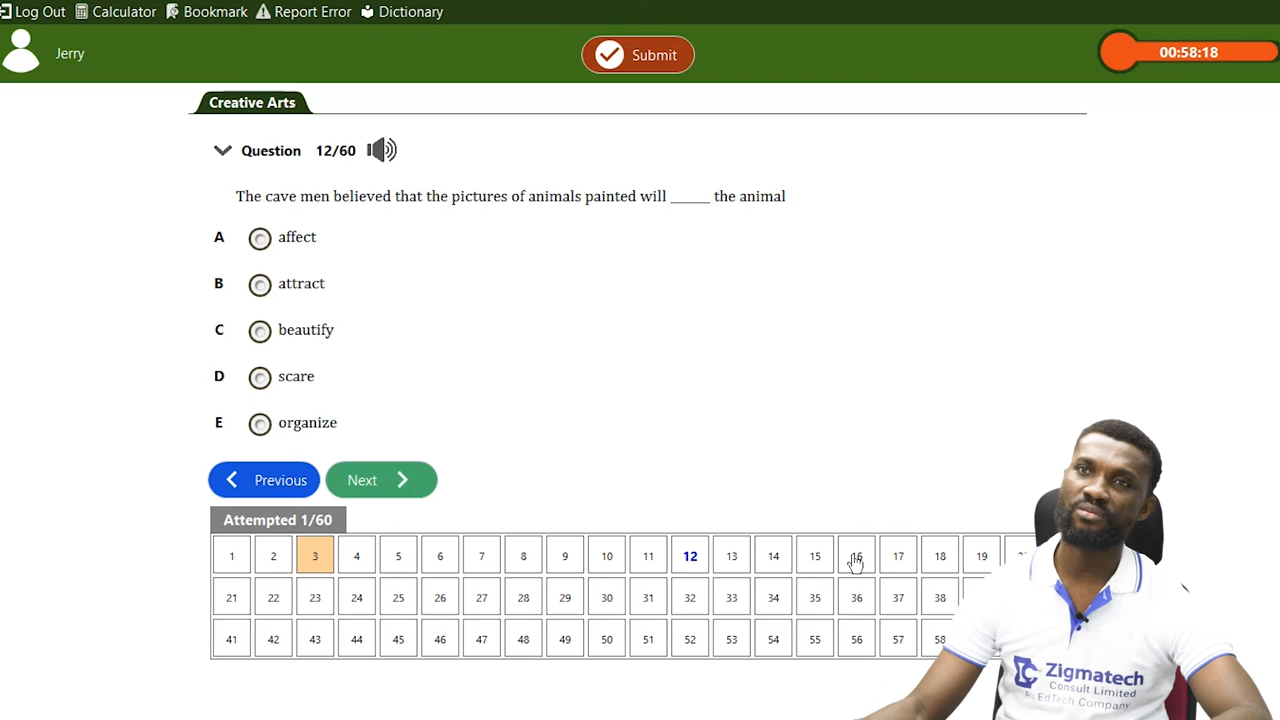 Log Out Calculator Bookmark Report Error Dictionary
Jerry
Submit
00:58:18
Creative Arts
Question 12/60
The cave men believed that the pictures of animals painted will _____ the animal
A affect
B attract
C beautify
D scare
E organize
Previous
Next
Attempted 1/60
1 2 3 4 5 6 7 8 9 10 11 12 13 14 15 16 17 18 19
21 22 23 24 25 26 27 28 29 30 31 32 33 34 35 36 37 38
41 42 43 44 45 46 47 48 49 50 51 52 53 54 55 56 57 58
Zigmatech
Consult Limited
An EdTech Company